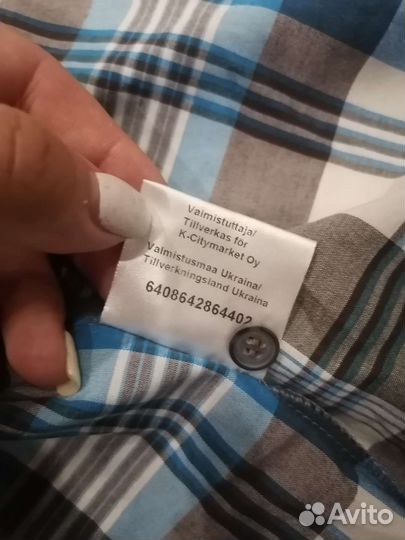 Valmistuttaja/
Tillverkas för
K-Citymarket Oy
Valmistusmaa Ukraina/
Tillverkningsland Ukraina
6408642864402
Avito